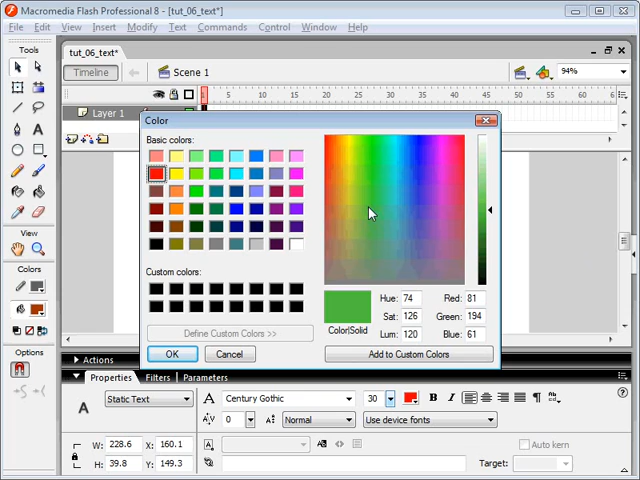 Macromedia Flash Professional 8 - [tut_06_text*]
File Edit View Insert Modify Text Commands Control Window Help
Tools
tut_06_text*
Timeline
Scene 1
94%
5 10 15 20 25 30 35 40 45 50 55 60 65
Layer 1
Color
Basic colors:
Custom colors:
Define Custom Colors >>
OK Cancel
Color|Solid
Hue: 74 Red: 81
Sat: 126 Green: 194
Lum: 120 Blue: 61
Add to Custom Colors
View
Colors
Options
Actions
Properties Filters Parameters
A Static Text A Century Gothic 30 B I
A|V 0 Normal Use device fonts
W: 228.6 X: 160.1 Auto kern
H: 39.8 Y: 149.3 Target: